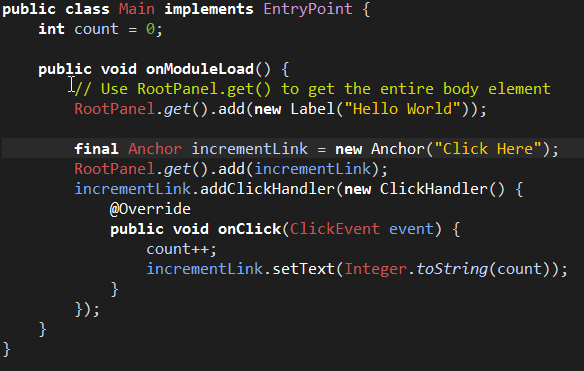 public class Main implements EntryPoint {
    int count = 0;

    public void onModuleLoad() {
        // Use RootPanel.get() to get the entire body element
        RootPanel.get().add(new Label("Hello World"));

        final Anchor incrementLink = new Anchor("Click Here");
        RootPanel.get().add(incrementLink);
        incrementLink.addClickHandler(new ClickHandler() {
            @Override
            public void onClick(ClickEvent event) {
                count++;
                incrementLink.setText(Integer.toString(count));
            }
        });
    }
}